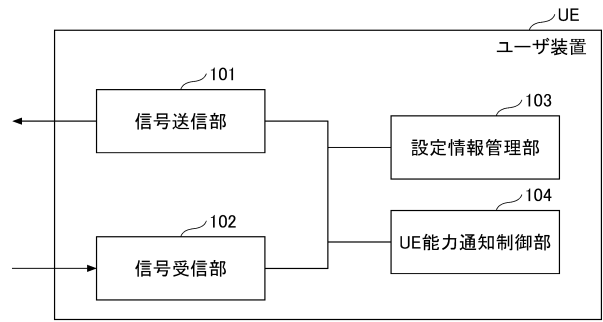 UE
ユーザ装置
101
信号送信部
103
設定情報管理部
104
UE能力通知制御部
102
信号受信部